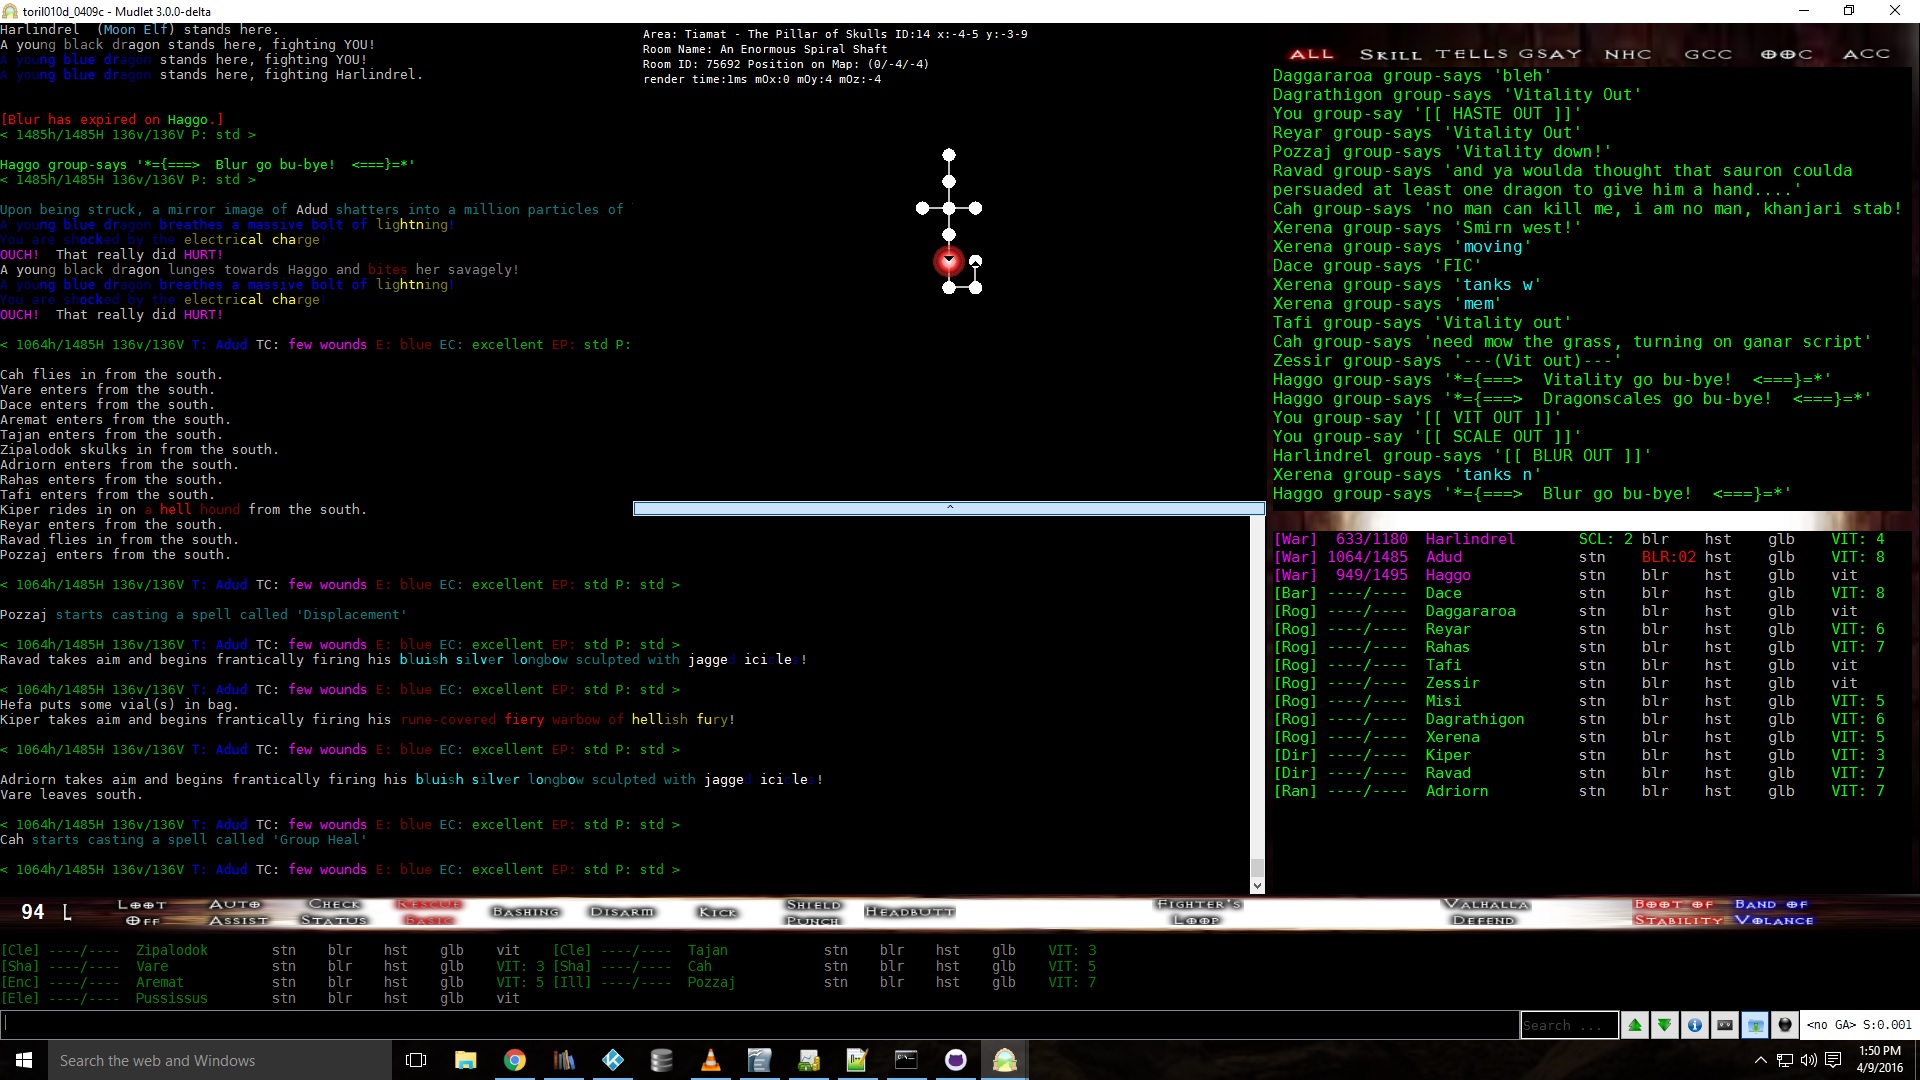 toril010d_0409c - Mudlet 3.0.0-delta
Harlindrel  (Moon Elf) stands here.
A young black dragon stands here, fighting YOU!
A young blue dragon stands here, fighting YOU!
A young blue dragon stands here, fighting Harlindrel.
[Blur has expired on Haggo.]
< 1485h/1485H 136v/136V P: std >
Haggo group-says '*={===>  Blur go bu-bye!  <===}=*'
< 1485h/1485H 136v/136V P: std >
Upon being struck, a mirror image of Adud shatters into a million particles of
A young blue dragon breathes a massive bolt of lightning!
You are shocked by the electrical charge!
OUCH!  That really did HURT!
A young black dragon lunges towards Haggo and bites her savagely!
A young blue dragon breathes a massive bolt of lightning!
You are shocked by the electrical charge!
OUCH!  That really did HURT!
< 1064h/1485H 136v/136V T: Adud TC: few wounds E: blue EC: excellent EP: std P:
Cah flies in from the south.
Vare enters from the south.
Dace enters from the south.
Aremat enters from the south.
Tajan enters from the south.
Zipalodok skulks in from the south.
Adriorn enters from the south.
Rahas enters from the south.
Tafi enters from the south.
Kiper rides in on a hell hound from the south.
Reyar enters from the south.
Ravad flies in from the south.
Pozzaj enters from the south.
< 1064h/1485H 136v/136V T: Adud TC: few wounds E: blue EC: excellent EP: std P: std >
Pozzaj starts casting a spell called 'Displacement'
< 1064h/1485H 136v/136V T: Adud TC: few wounds E: blue EC: excellent EP: std P: std >
Ravad takes aim and begins frantically firing his bluish silver longbow sculpted with jagged icicles!
< 1064h/1485H 136v/136V T: Adud TC: few wounds E: blue EC: excellent EP: std P: std >
Hefa puts some vial(s) in bag.
Kiper takes aim and begins frantically firing his rune-covered fiery warbow of hellish fury!
< 1064h/1485H 136v/136V T: Adud TC: few wounds E: blue EC: excellent EP: std P: std >
Adriorn takes aim and begins frantically firing his bluish silver longbow sculpted with jagged icicles!
Vare leaves south.
< 1064h/1485H 136v/136V T: Adud TC: few wounds E: blue EC: excellent EP: std P: std >
Cah starts casting a spell called 'Group Heal'
< 1064h/1485H 136v/136V T: Adud TC: few wounds E: blue EC: excellent EP: std P: std >
Area: Tiamat - The Pillar of Skulls ID:14 x:-4-5 y:-3-9
Room Name: An Enormous Spiral Shaft
Room ID: 75692 Position on Map: (0/-4/-4)
render time:1ms mOx:0 mOy:4 mOz:-4
ALL SKILL TELLS GSAY NHC GCC OOC ACC
Daggararoa group-says 'bleh'
Dagrathigon group-says 'Vitality Out'
You group-say '[[ HASTE OUT ]]'
Reyar group-says 'Vitality Out'
Pozzaj group-says 'Vitality down!'
Ravad group-says 'and ya woulda thought that sauron coulda
persuaded at least one dragon to give him a hand....'
Cah group-says 'no man can kill me, i am no man, khanjari stab!
Xerena group-says 'Smirn west!'
Xerena group-says 'moving'
Dace group-says 'FIC'
Xerena group-says 'tanks w'
Xerena group-says 'mem'
Tafi group-says 'Vitality out'
Cah group-says 'need mow the grass, turning on ganar script'
Zessir group-says '---(Vit out)---'
Haggo group-says '*={===>  Vitality go bu-bye!  <===}=*'
Haggo group-says '*={===>  Dragonscales go bu-bye!  <===}=*'
You group-say '[[ VIT OUT ]]'
You group-say '[[ SCALE OUT ]]'
Harlindrel group-says '[[ BLUR OUT ]]'
Xerena group-says 'tanks n'
Haggo group-says '*={===>  Blur go bu-bye!  <===}=*'
[War]  633/1180  Harlindrel  SCL: 2 blr hst glb VIT: 4
[War] 1064/1485  Adud  stn BLR:02 hst glb VIT: 8
[War]  949/1495  Haggo  stn blr hst glb vit
[Bar] ----/----  Dace  stn blr hst glb VIT: 8
[Rog] ----/----  Daggararoa  stn blr hst glb vit
[Rog] ----/----  Reyar  stn blr hst glb VIT: 6
[Rog] ----/----  Rahas  stn blr hst glb VIT: 7
[Rog] ----/----  Tafi  stn blr hst glb vit
[Rog] ----/----  Zessir  stn blr hst glb vit
[Rog] ----/----  Misi  stn blr hst glb VIT: 5
[Rog] ----/----  Dagrathigon  stn blr hst glb VIT: 6
[Rog] ----/----  Xerena  stn blr hst glb VIT: 5
[Dir] ----/----  Kiper  stn blr hst glb VIT: 3
[Dir] ----/----  Ravad  stn blr hst glb VIT: 7
[Ran] ----/----  Adriorn  stn blr hst glb VIT: 7
94 L
LOOT OFF
AUTO ASSIST
CHECK STATUS
RESCUE BASIC
BASHING
DISARM
KICK
SHIELD PUNCH
HEADBUTT
FIGHTER'S LOOP
VALHALLA DEFEND
BOOT OF STABILITY
BAND OF VOLANCE
[Cle] ----/----  Zipalodok  stn blr hst glb vit [Cle] ----/----  Tajan  stn blr hst glb VIT: 3
[Sha] ----/----  Vare  stn blr hst glb VIT: 3 [Sha] ----/----  Cah  stn blr hst glb VIT: 5
[Enc] ----/----  Aremat  stn blr hst glb VIT: 5 [Ill] ----/----  Pozzaj  stn blr hst glb VIT: 7
[Ele] ----/----  Pussissus  stn blr hst glb vit
Search ...
<no GA> S:0.001
Search the web and Windows
1:50 PM
4/9/2016